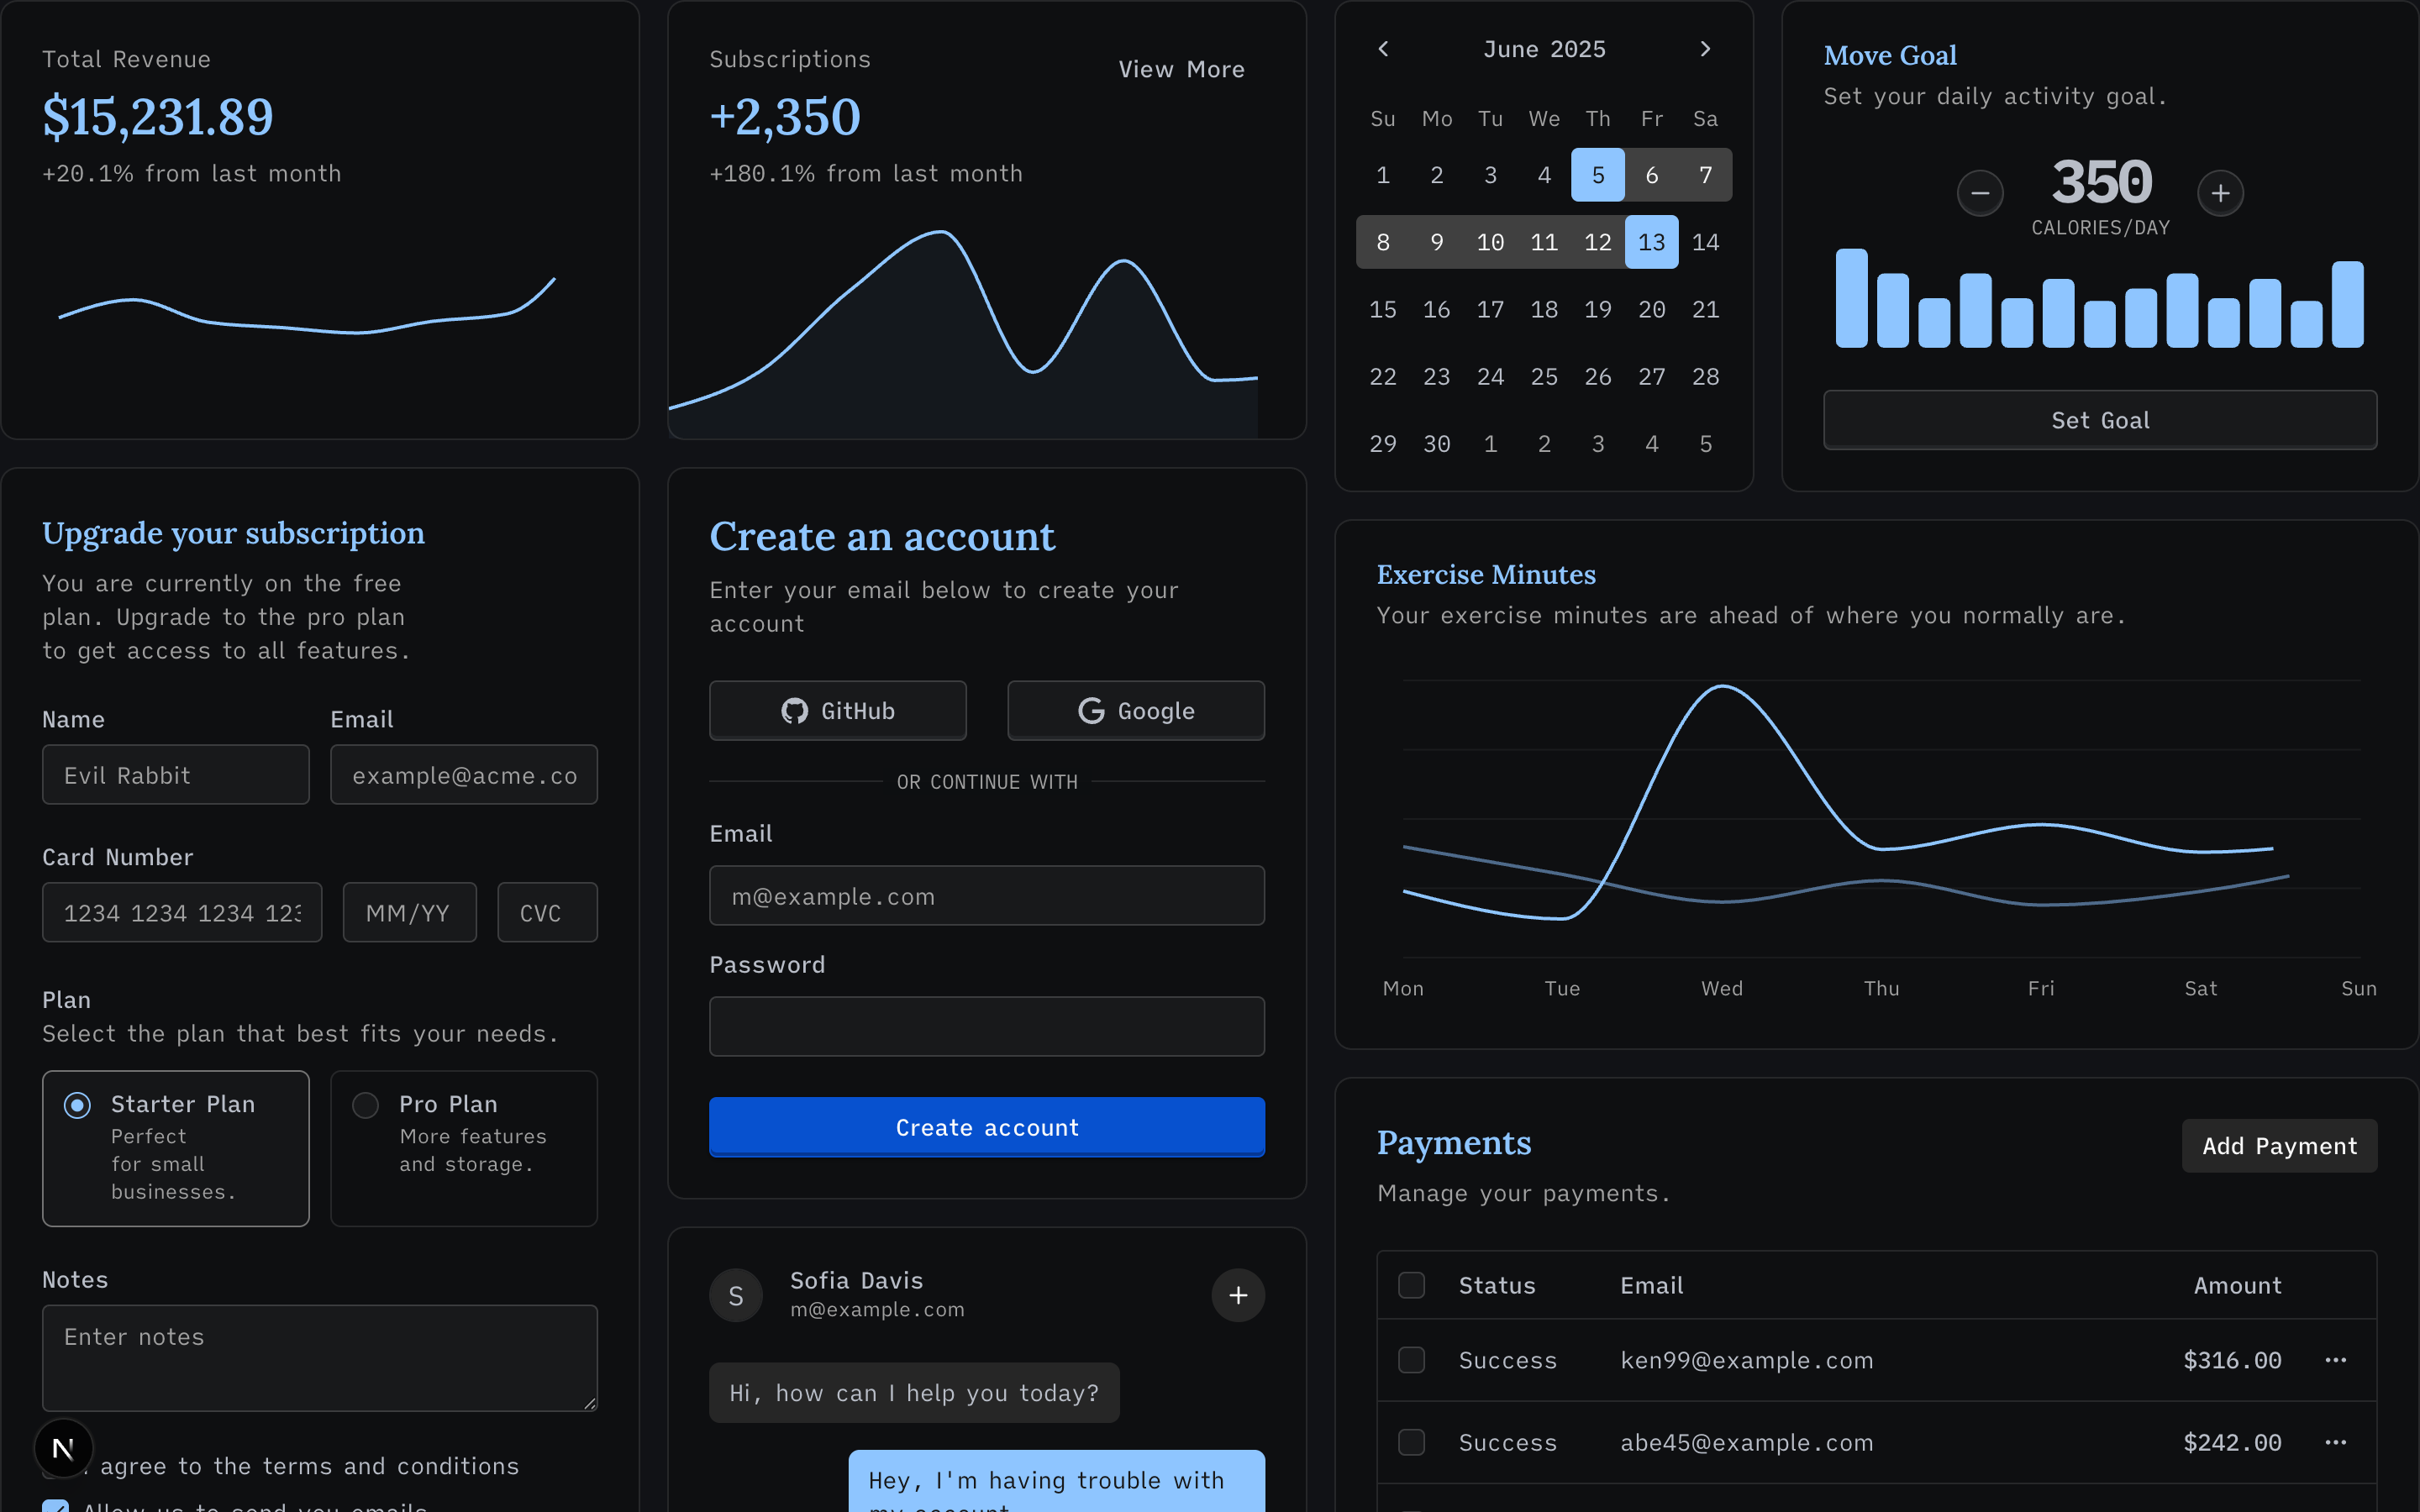 Total Revenue
$15,231.89
+20.1% from last month
Subscriptions
+2,350
+180.1% from last month
View More
June 2025
Su Mo Tu We Th Fr Sa
1 2 3 4 5 6 7
8 9 10 11 12 13 14
15 16 17 18 19 20 21
22 23 24 25 26 27 28
29 30 1 2 3 4 5
Move Goal
Set your daily activity goal.
350
CALORIES/DAY
Set Goal
Upgrade your subscription
You are currently on the free
plan. Upgrade to the pro plan
to get access to all features.
Name Email
Evil Rabbit example@acme.co
Card Number
1234 1234 1234 123 MM/YY CVC
Plan
Select the plan that best fits your needs.
Starter Plan
Perfect
for small
businesses.
Pro Plan
More features
and storage.
Notes
Enter notes
N
agree to the terms and conditions
Allow us to send you emails
Create an account
Enter your email below to create your
account
GitHub
Google
OR CONTINUE WITH
Email
m@example.com
Password
Create account
S
Sofia Davis
m@example.com
Hi, how can I help you today?
Hey, I'm having trouble with
my account
Exercise Minutes
Your exercise minutes are ahead of where you normally are.
Mon Tue Wed Thu Fri Sat Sun
Payments
Manage your payments.
Add Payment
Status Email Amount
Success ken99@example.com $316.00
Success abe45@example.com $242.00